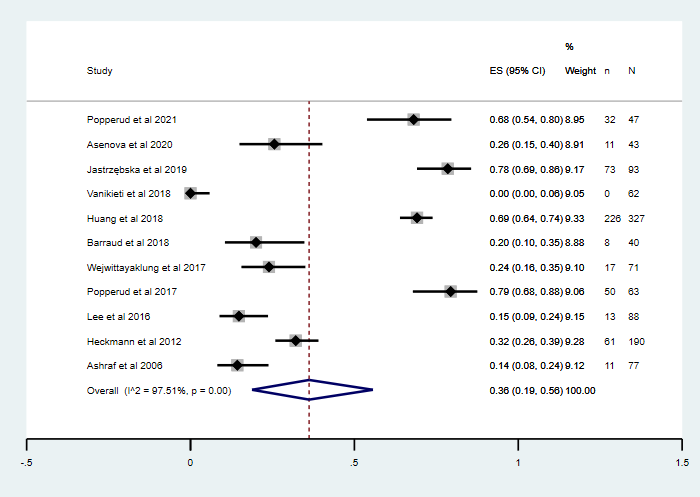 %
Study ES (95% CI) Weight n N
Popperud et al 2021 0.68 (0.54, 0.80) 8.95 32 47
Asenova et al 2020 0.26 (0.15, 0.40) 8.91 11 43
Jastrzębska et al 2019 0.78 (0.69, 0.86) 9.17 73 93
Vanikieti et al 2018 0.00 (0.00, 0.06) 9.05 0 62
Huang et al 2018 0.69 (0.64, 0.74) 9.33 226 327
Barraud et al 2018 0.20 (0.10, 0.35) 8.88 8 40
Wejwittayaklung et al 2017 0.24 (0.16, 0.35) 9.10 17 71
Popperud et al 2017 0.79 (0.68, 0.88) 9.06 50 63
Lee et al 2016 0.15 (0.09, 0.24) 9.15 13 88
Heckmann et al 2012 0.32 (0.26, 0.39) 9.28 61 190
Ashraf et al 2006 0.14 (0.08, 0.24) 9.12 11 77
Overall (I^2 = 97.51%, p = 0.00) 0.36 (0.19, 0.56) 100.00
-.5 0 .5 1 1.5